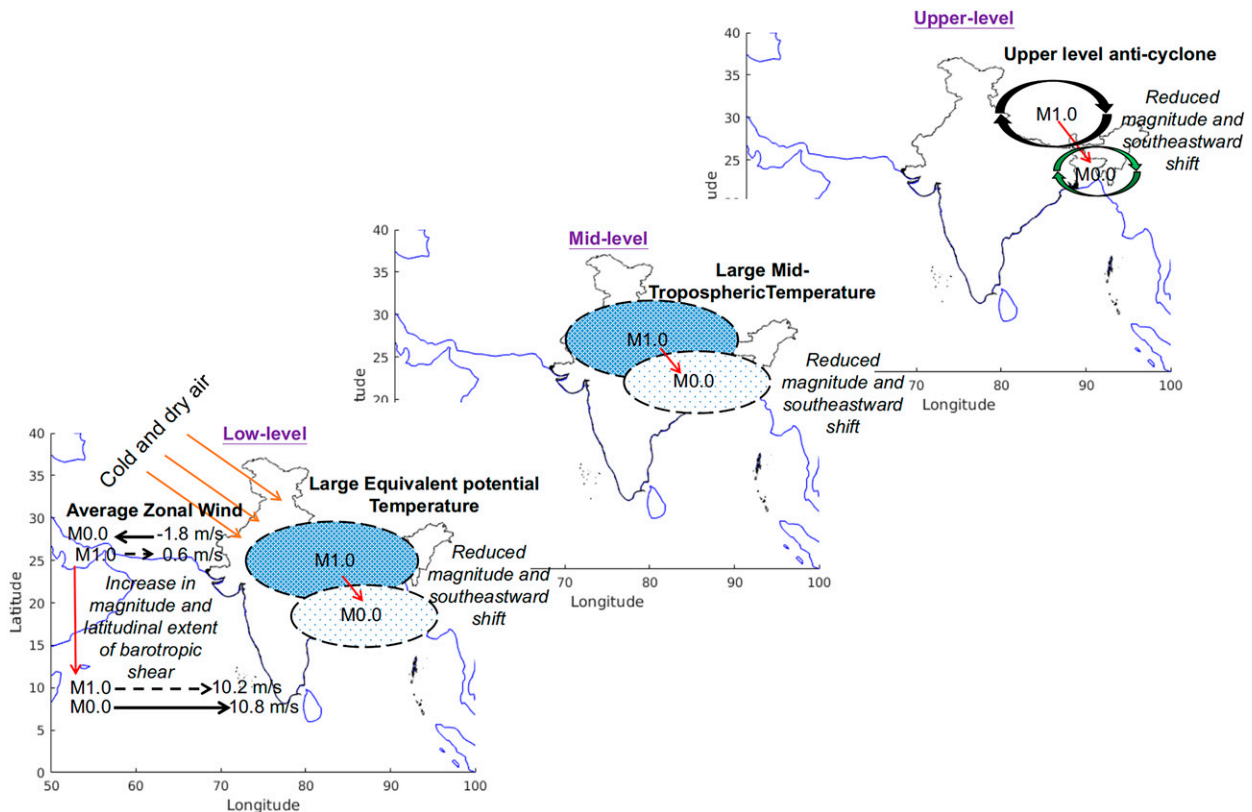 Upper-level
Upper level anti-cyclone
40
35
30
25
20
tude
M1.0
M0.0
Reduced
magnitude and
southeastward
shift
70
80
90
100
Longitude
Mid-level
Large Mid-
TroposphericTemperature
40
35
30
25
20
tude
M1.0
M0.0
Reduced
magnitude and
southeastward
shift
70
80
90
100
Longitude
Low-level
Cold and dry air
Large Equivalent potential
Temperature
Average Zonal Wind
M0.0 -1.8 m/s
M1.0 0.6 m/s
Increase in
magnitude and
latitudinal extent
of barotropic
shear
M1.0 10.2 m/s
M0.0 10.8 m/s
M1.0
M0.0
Reduced
magnitude and
southeastward
shift
40
35
30
25
20
15
10
5
0
Latitude
50
60
70
80
90
100
Longitude